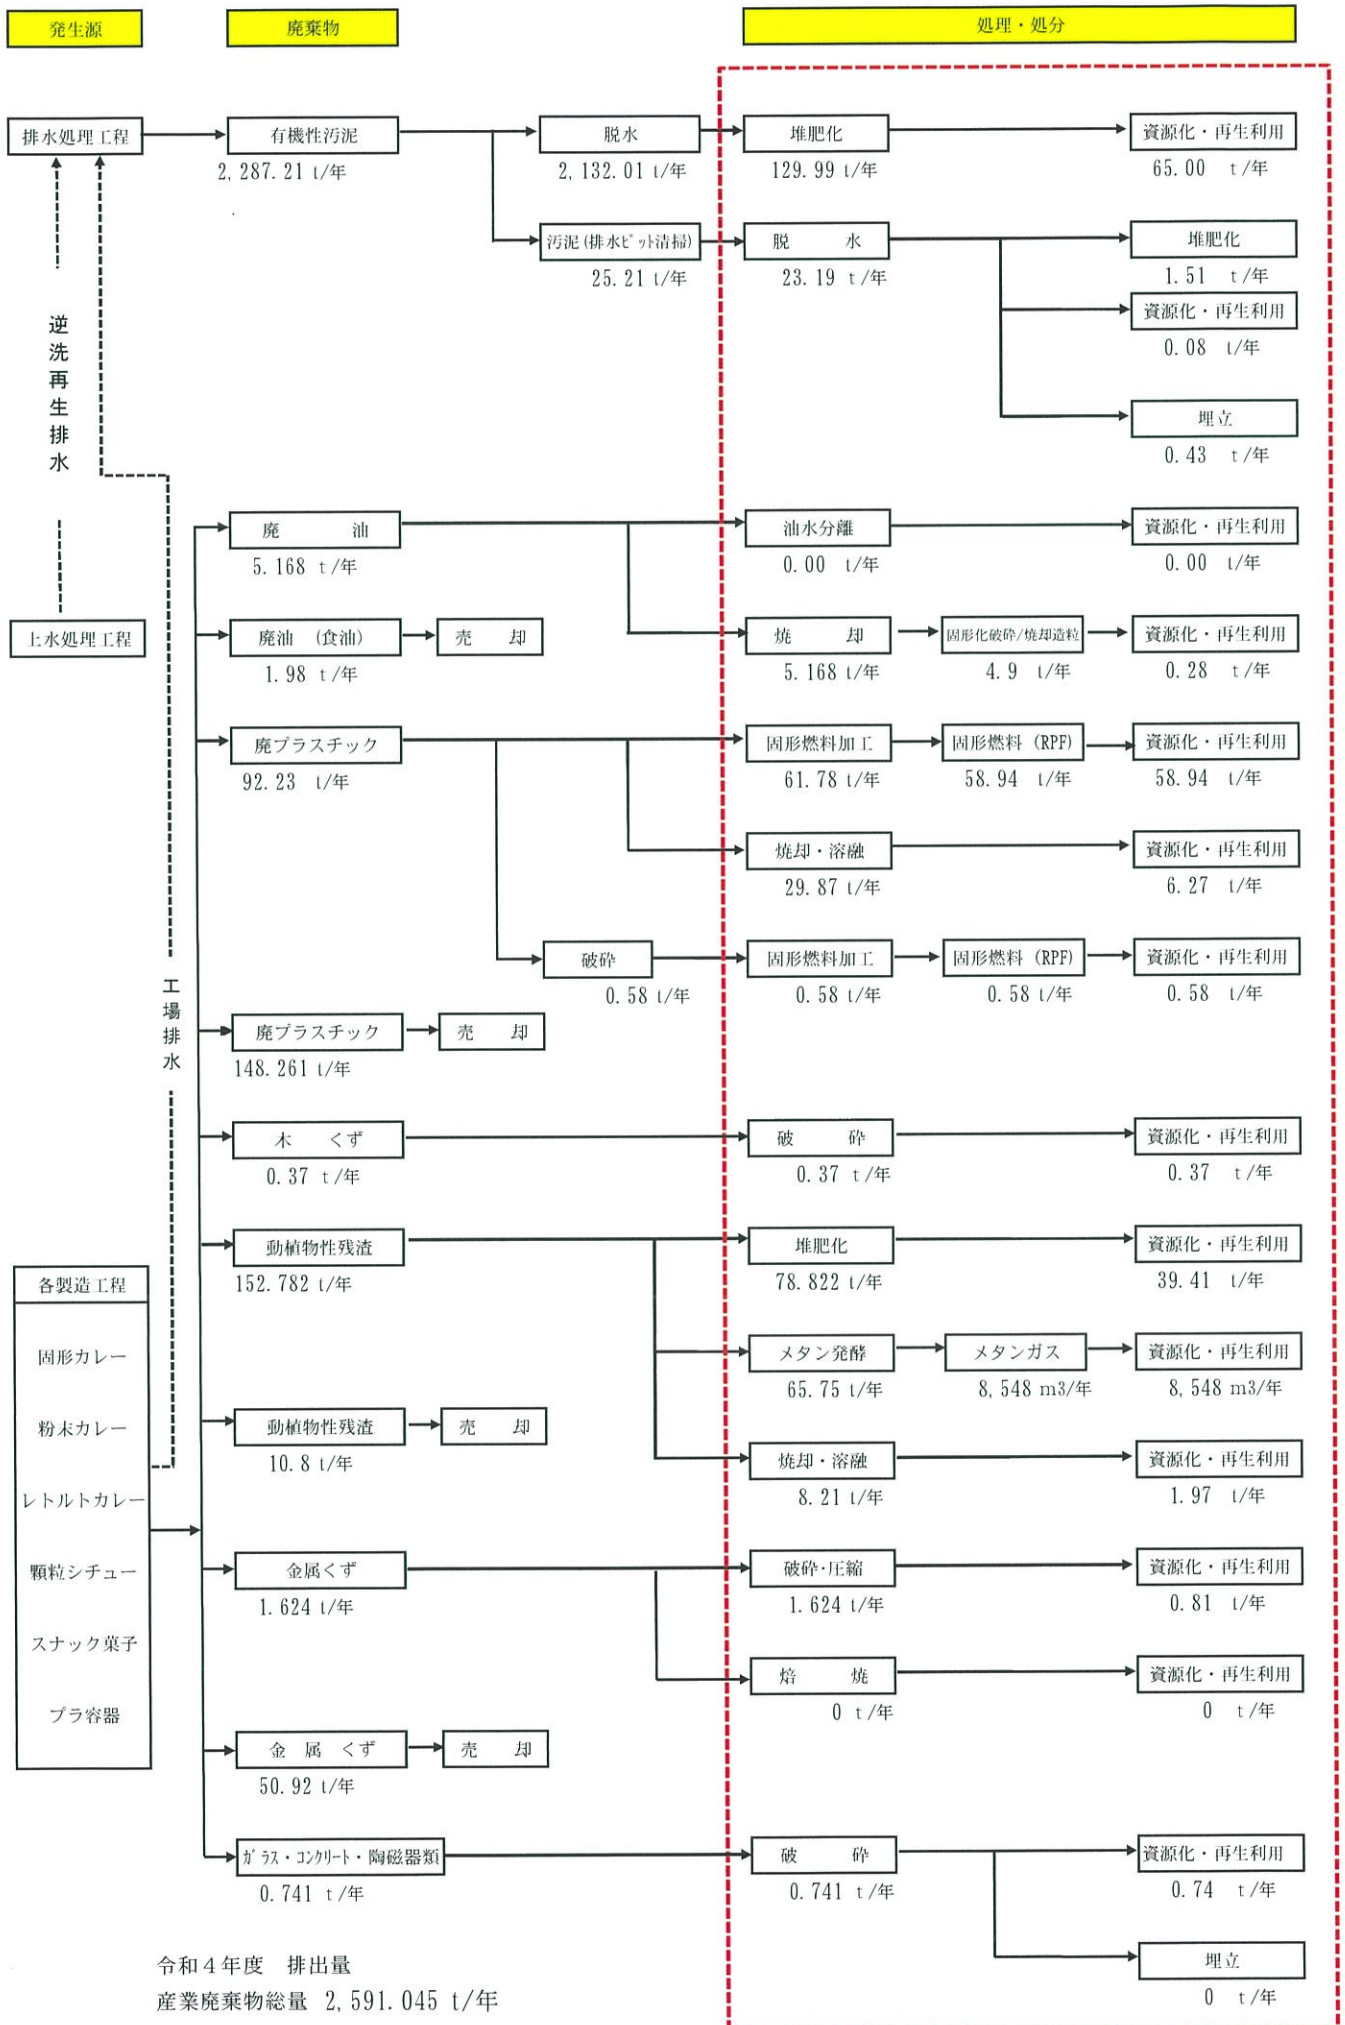 発生源
廃棄物
処理・処分
排水処理工程
有機性汚泥
脱水
堆肥化
資源化・再生利用
2,287.21 t/年
2,132.01 t/年
129.99 t/年
65.00 t/年
汚泥(排水ピット清掃)
脱 水
堆肥化
25.21 t/年
23.19 t/年
1.51 t/年
資源化・再生利用
0.08 t/年
逆洗再生排水
埋立
0.43 t/年
廃 油
油水分離
資源化・再生利用
5.168 t/年
0.00 t/年
0.00 t/年
上水処理工程
廃油 (食油)
売 却
焼 却
固形化破砕/焼却造粒
資源化・再生利用
1.98 t/年
5.168 t/年
4.9 t/年
0.28 t/年
廃プラスチック
固形燃料加工
固形燃料 (RPF)
資源化・再生利用
92.23 t/年
61.78 t/年
58.94 t/年
58.94 t/年
焼却・溶融
資源化・再生利用
29.87 t/年
6.27 t/年
破砕
固形燃料加工
固形燃料 (RPF)
資源化・再生利用
0.58 t/年
0.58 t/年
0.58 t/年
0.58 t/年
工場排水
廃プラスチック
売 却
148.261 t/年
木 くず
破 砕
資源化・再生利用
0.37 t/年
0.37 t/年
0.37 t/年
動植物性残渣
堆肥化
資源化・再生利用
152.782 t/年
78.822 t/年
39.41 t/年
各製造工程
固形カレー
粉末カレー
レトルトカレー
顆粒シチュー
スナック菓子
プラ容器
メタン発酵
メタンガス
資源化・再生利用
65.75 t/年
8,548 m3/年
8,548 m3/年
動植物性残渣
売 却
10.8 t/年
焼却・溶融
資源化・再生利用
8.21 t/年
1.97 t/年
金属くず
破砕・圧縮
資源化・再生利用
1.624 t/年
1.624 t/年
0.81 t/年
焙 焼
資源化・再生利用
0 t/年
0 t/年
金 属 くず
売 却
50.92 t/年
ガラス・コンクリート・陶磁器類
破 砕
資源化・再生利用
0.741 t/年
0.741 t/年
0.74 t/年
埋立
0 t/年
令和4年度 排出量
産業廃棄物総量 2,591.045 t/年